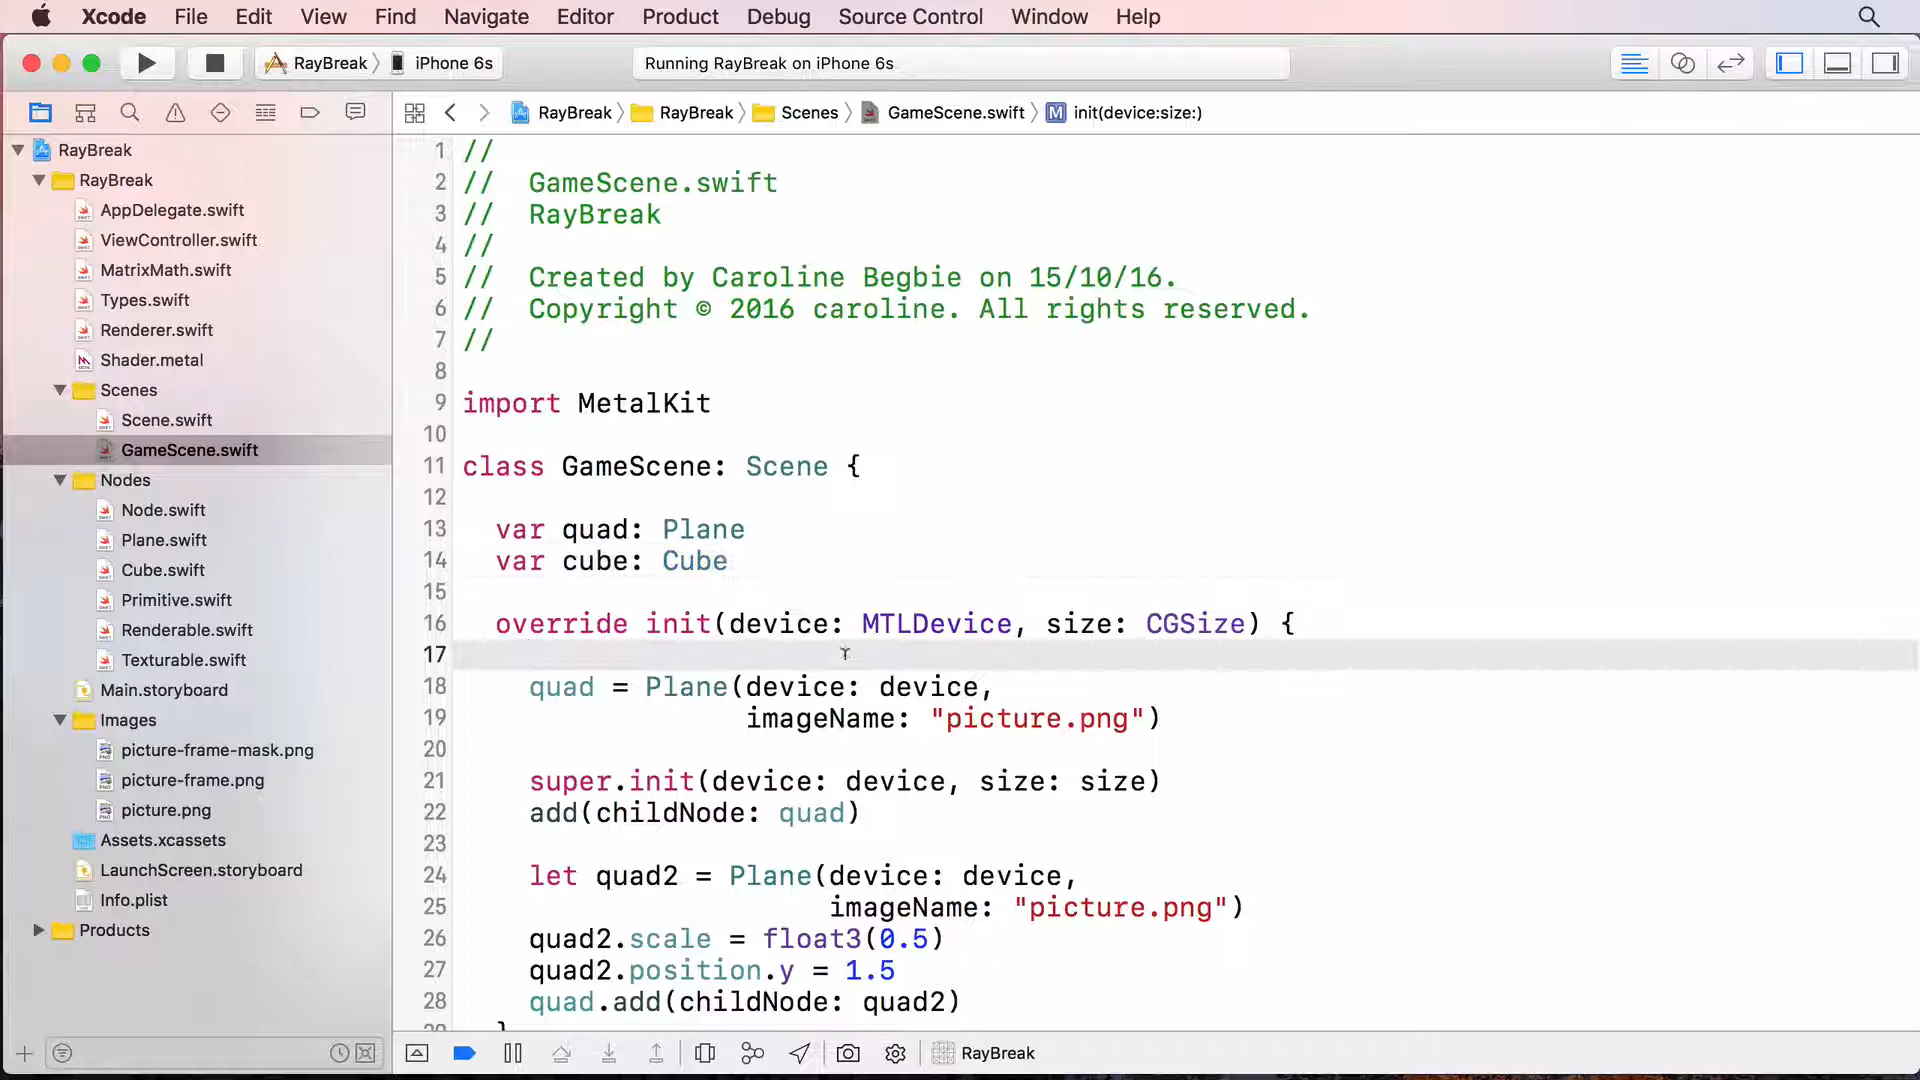 Xcode File Edit View Find Navigate Editor Product Debug Source Control Window Help
RayBreak iPhone 6s Running RayBreak on iPhone 6s
RayBreak RayBreak Scenes GameScene.swift M init(device:size:)
RayBreak
RayBreak
AppDelegate.swift
ViewController.swift
MatrixMath.swift
Types.swift
Renderer.swift
Shader.metal
Scenes
Scene.swift
GameScene.swift
Nodes
Node.swift
Plane.swift
Cube.swift
Primitive.swift
Renderable.swift
Texturable.swift
Main.storyboard
Images
picture-frame-mask.png
picture-frame.png
picture.png
Assets.xcassets
LaunchScreen.storyboard
Info.plist
Products
1 //
2 // GameScene.swift
3 // RayBreak
4 //
5 // Created by Caroline Begbie on 15/10/16.
6 // Copyright © 2016 caroline. All rights reserved.
7 //
8
9 import MetalKit
10
11 class GameScene: Scene {
12
13 var quad: Plane
14 var cube: Cube
15
16 override init(device: MTLDevice, size: CGSize) {
17
18 quad = Plane(device: device,
19 imageName: "picture.png")
20
21 super.init(device: device, size: size)
22 add(childNode: quad)
23
24 let quad2 = Plane(device: device,
25 imageName: "picture.png")
26 quad2.scale = float3(0.5)
27 quad2.position.y = 1.5
28 quad.add(childNode: quad2)
29 }
RayBreak